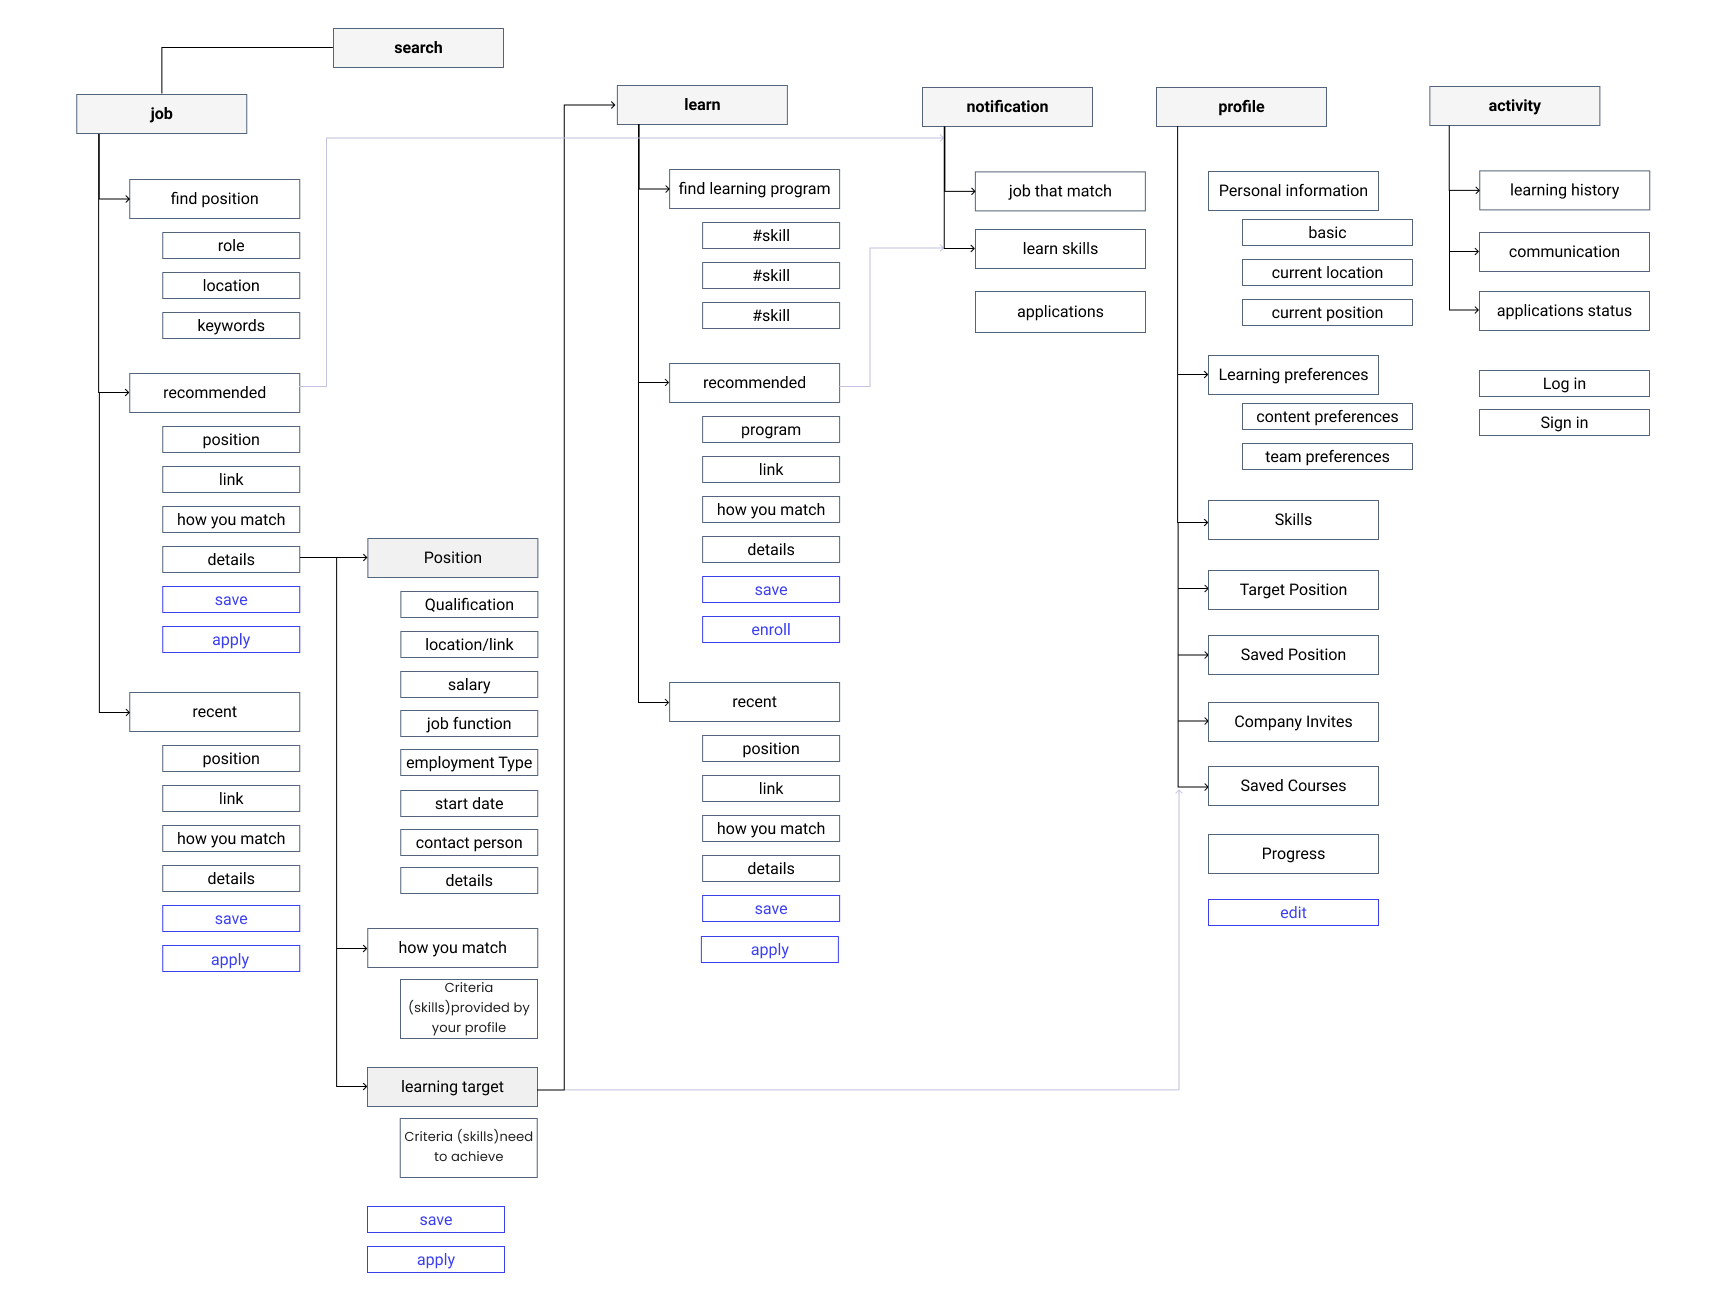 search
job
find position
role
location
keywords
recommended
position
link
how you match
details
save
apply
recent
position
link
how you match
details
save
apply
Position
Qualification
location/link
salary
job function
employment Type
start date
contact person
details
how you match
Criteria
(skills)provided by
your profile
learning target
Criteria (skills)need
to achieve
save
apply
learn
find learning program
#skill
#skill
#skill
recommended
program
link
how you match
details
save
enroll
recent
position
link
how you match
details
save
apply
notification
job that match
learn skills
applications
profile
Personal information
basic
current location
current position
Learning preferences
content preferences
team preferences
Skills
Target Position
Saved Position
Company Invites
Saved Courses
Progress
edit
activity
learning history
communication
applications status
Log in
Sign in